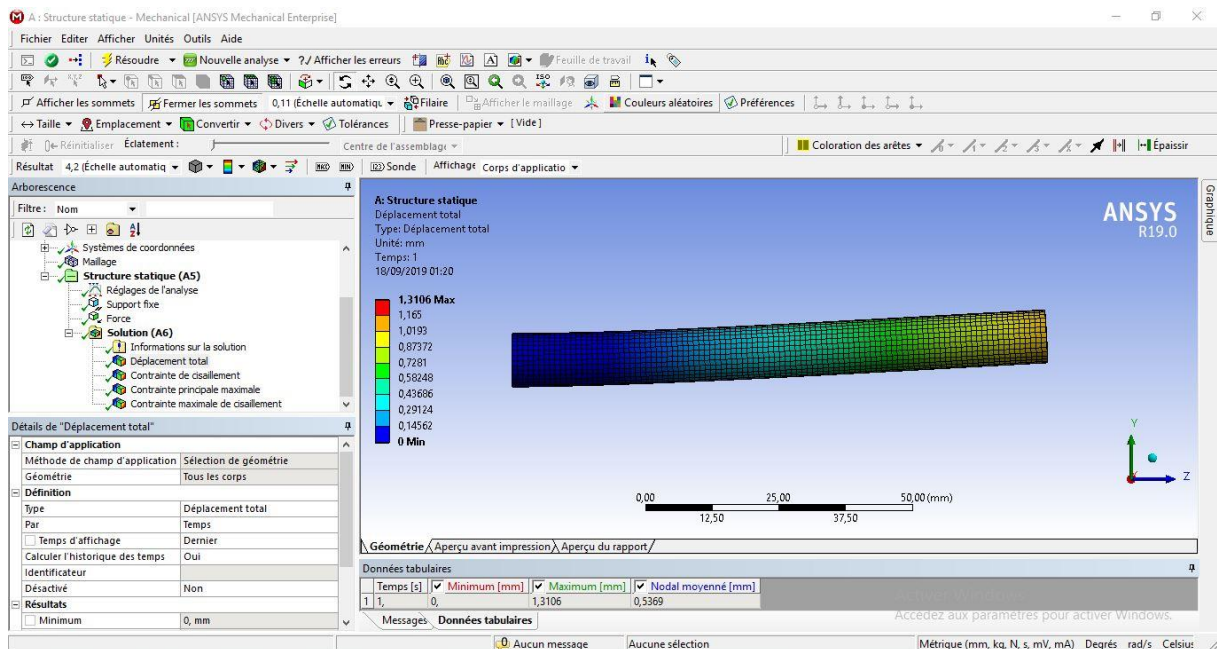 A : Structure statique - Mechanical [ANSYS Mechanical Enterprise]
Fichier Editer Afficher Unités Outils Aide
Résoudre Nouvelle analyse ?/ Afficher les erreurs A Feuille de travail
ISO
Afficher les sommets Fermer les sommets 0,11 (Échelle automatiqu Filaire Afficher le maillage Couleurs aléatoires Préférences
Taille Emplacement Convertir Divers Tolérances Presse-papier [Vide]
Réinitialiser Éclatement : Centre de l'assemblage Coloration des arêtes Épaissir
Résultat 4,2 (Échelle automatiq Sonde Affichage Corps d'applicatio
Arborescence
Filtre : Nom
Systèmes de coordonnées
Maillage
Structure statique (A5)
Réglages de l'analyse
Support fixe
Force
Solution (A6)
Informations sur la solution
Déplacement total
Contrainte de cisaillement
Contrainte principale maximale
Contrainte maximale de cisaillement
Détails de "Déplacement total"
Champ d'application
Méthode de champ d'application Sélection de géométrie
Géométrie Tous les corps
Définition
Type Déplacement total
Par Temps
Temps d'affichage Dernier
Calculer l'historique des temps Oui
Identificateur
Désactivé Non
Résultats
Minimum 0, mm
A: Structure statique
Déplacement total
Type: Déplacement total
Unité: mm
Temps: 1
18/09/2019 01:20
1,3106 Max
1,165
1,0193
0,87372
0,7281
0,58248
0,43686
0,29124
0,14562
0 Min
ANSYS
R19.0
Graphique
Y
Z
0,00 25,00 50,00 (mm)
12,50 37,50
Géométrie Aperçu avant impression Aperçu du rapport
Données tabulaires
Temps [s] Minimum [mm] Maximum [mm] Nodal moyenné [mm]
1 1, 0, 1,3106 0,5369
Messages Données tabulaires
Activer Windows
Accédez aux paramètres pour activer Windows.
0 Aucun message Aucune sélection Métrique (mm, kg, N, s, mV, mA) Degrés rad/s Celsius